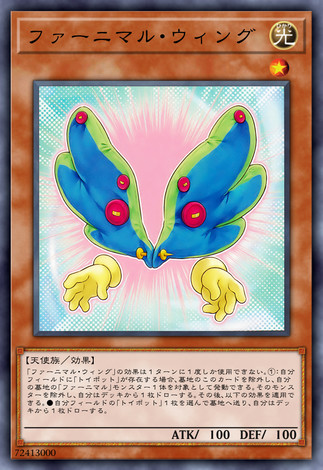 ファーニマル・ウィング
光
【天使族／効果】
「ファーニマル・ウィング」の効果は１ターンに１度しか使用できない。①：自分
フィールドに「トイポット」が存在する場合、墓地のこのカードを除外し、自分
の墓地の「ファーニマル」モンスター１体を対象として発動できる。そのモンス
ターを除外し、自分はデッキから１枚ドローする。その後、以下の効果を適用で
きる。●自分フィールドの「トイポット」１枚を選んで墓地へ送り、自分はデッ
キから１枚ドローする。
ATK/ 100 DEF/ 100
72413000